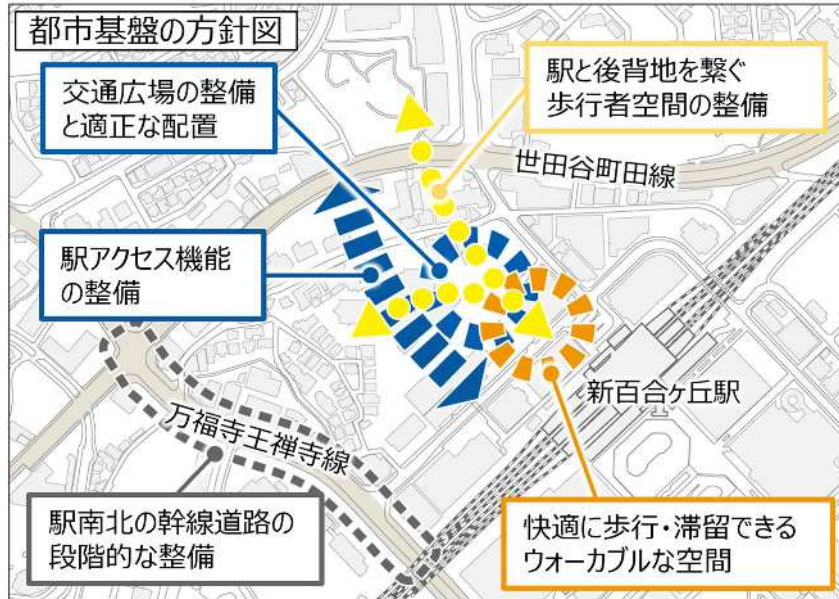 都市基盤の方針図
交通広場の整備
と適正な配置
駅と後背地を繋ぐ
歩行者空間の整備
世田谷町田線
駅アクセス機能
の整備
新百合ヶ丘駅
万福寺王禅寺線
駅南北の幹線道路の
段階的な整備
快適に歩行・滞留できる
ウォーカブルな空間